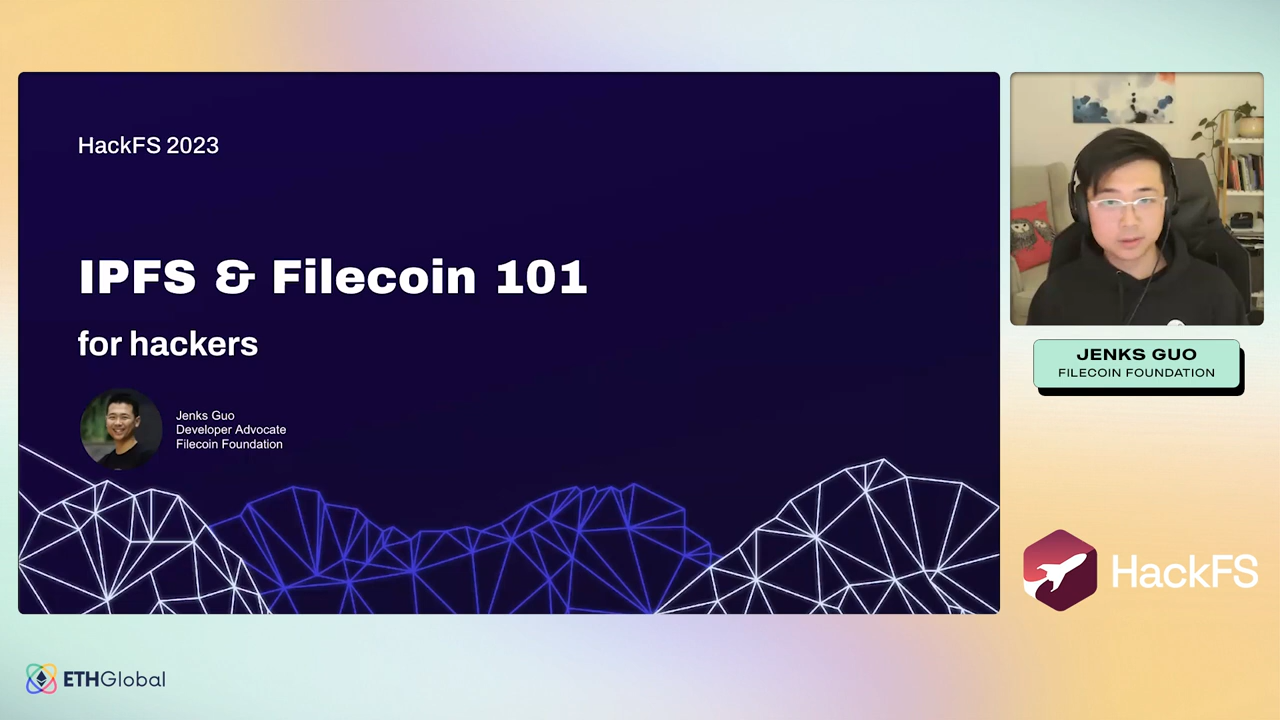 HackFS 2023
IPFS & Filecoin 101
for hackers
Jenks Guo
Developer Advocate
Filecoin Foundation
JENKS GUO
FILECOIN FOUNDATION
HackFS
ETHGlobal